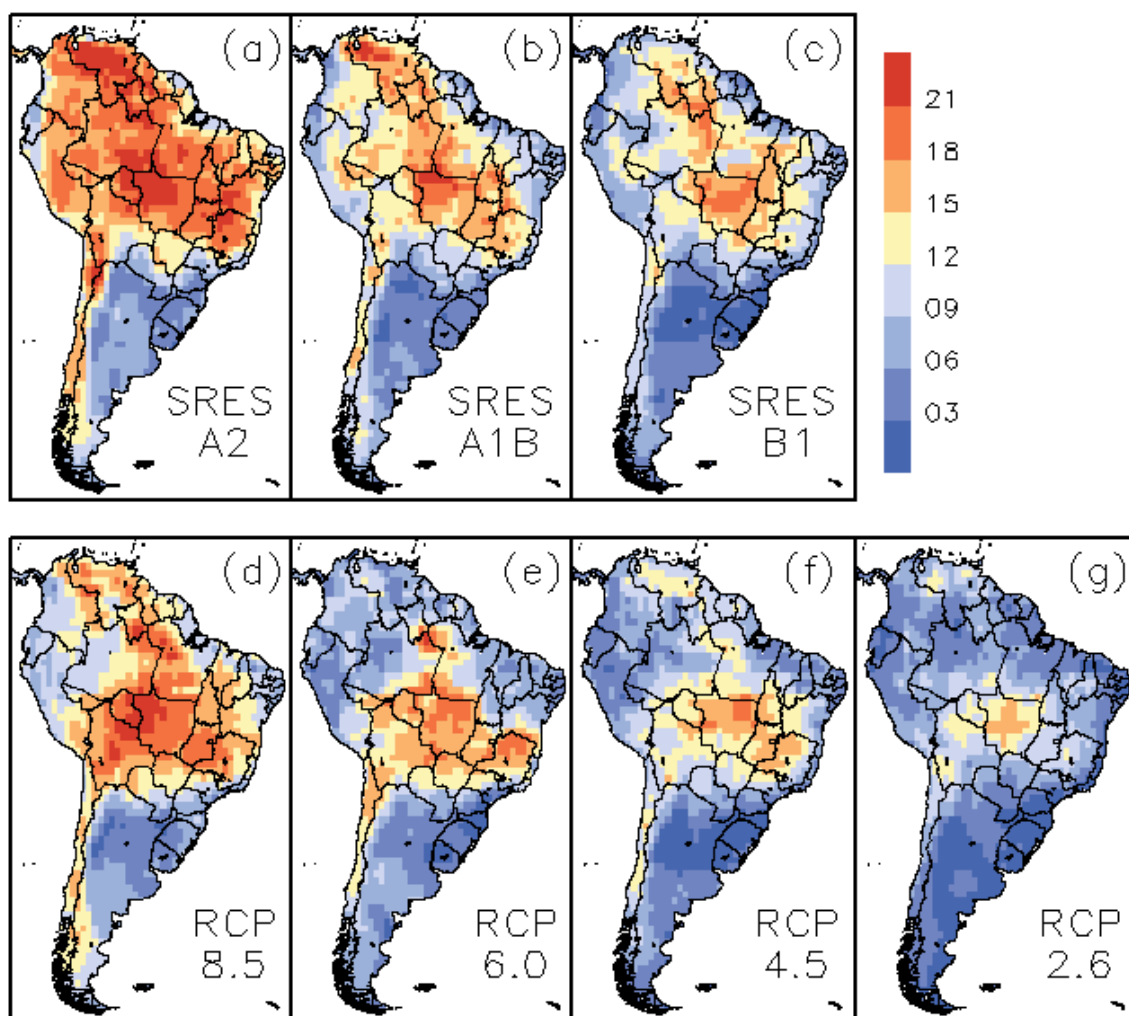 (a)
SRES
A2
(b)
SRES
A1B
(c)
SRES
B1
21
18
15
12
09
06
03
(d)
RCP
8.5
(e)
RCP
6.0
(f)
RCP
4.5
(g)
RCP
2.6